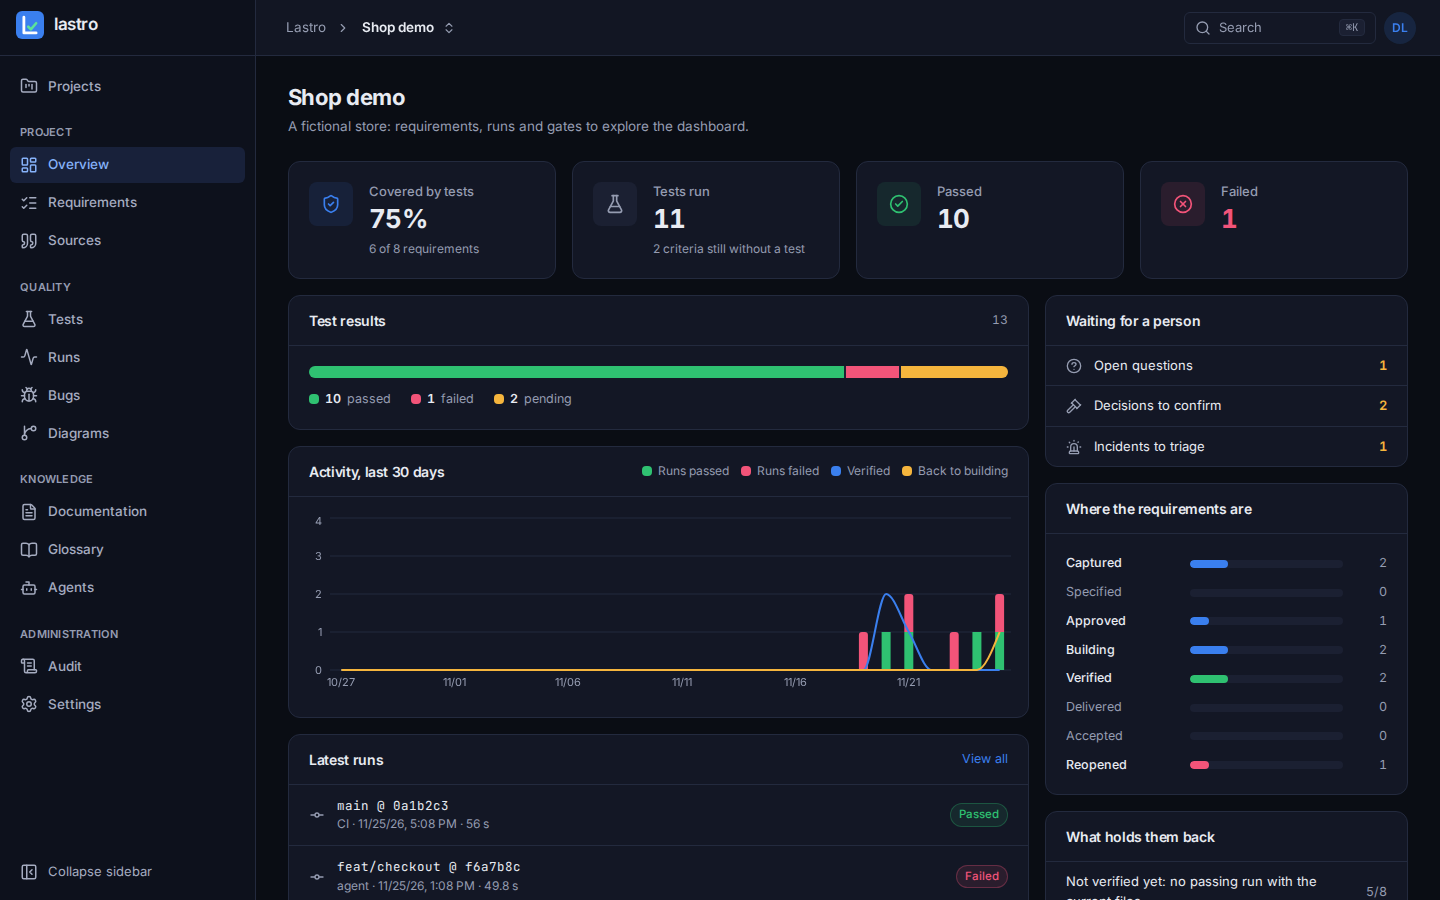 lastro
Projects
PROJECT
Overview
Requirements
Sources
QUALITY
Tests
Runs
Bugs
Diagrams
KNOWLEDGE
Documentation
Glossary
Agents
ADMINISTRATION
Audit
Settings
Collapse sidebar
Lastro Shop demo
Search ⌘K
DL
Shop demo
A fictional store: requirements, runs and gates to explore the dashboard.
Covered by tests
75%
6 of 8 requirements
Tests run
11
2 criteria still without a test
Passed
10
Failed
1
Test results 13
10 passed 1 failed 2 pending
Activity, last 30 days Runs passed Runs failed Verified Back to building
4
3
2
1
0
10/27 11/01 11/06 11/11 11/16 11/21
Latest runs View all
main @ 0a1b2c3
CI · 11/25/26, 5:08 PM · 56 s
Passed
feat/checkout @ f6a7b8c
agent · 11/25/26, 1:08 PM · 49.8 s
Failed
Waiting for a person
Open questions 1
Decisions to confirm 2
Incidents to triage 1
Where the requirements are
Captured 2
Specified 0
Approved 1
Building 2
Verified 2
Delivered 0
Accepted 0
Reopened 1
What holds them back
Not verified yet: no passing run with the
current files
5/8